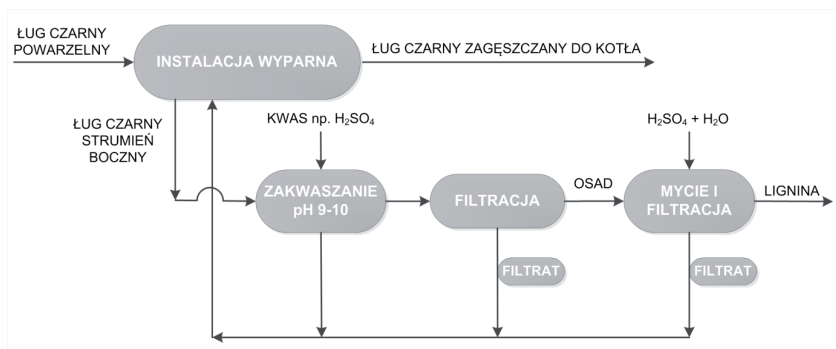 ŁUG CZARNY
POWARZELNY
INSTALACJA WYPARNA
ŁUG CZARNY ZAGĘSZCZANY DO KOTŁA
ŁUG CZARNY
STRUMIEŃ
BOCZNY
KWAS np. H₂SO₄
H₂SO₄ + H₂O
ZAKWASZANIE
pH 9-10
FILTRACJA
OSAD
MYCIE I
FILTRACJA
LIGNINA
FILTRAT
FILTRAT